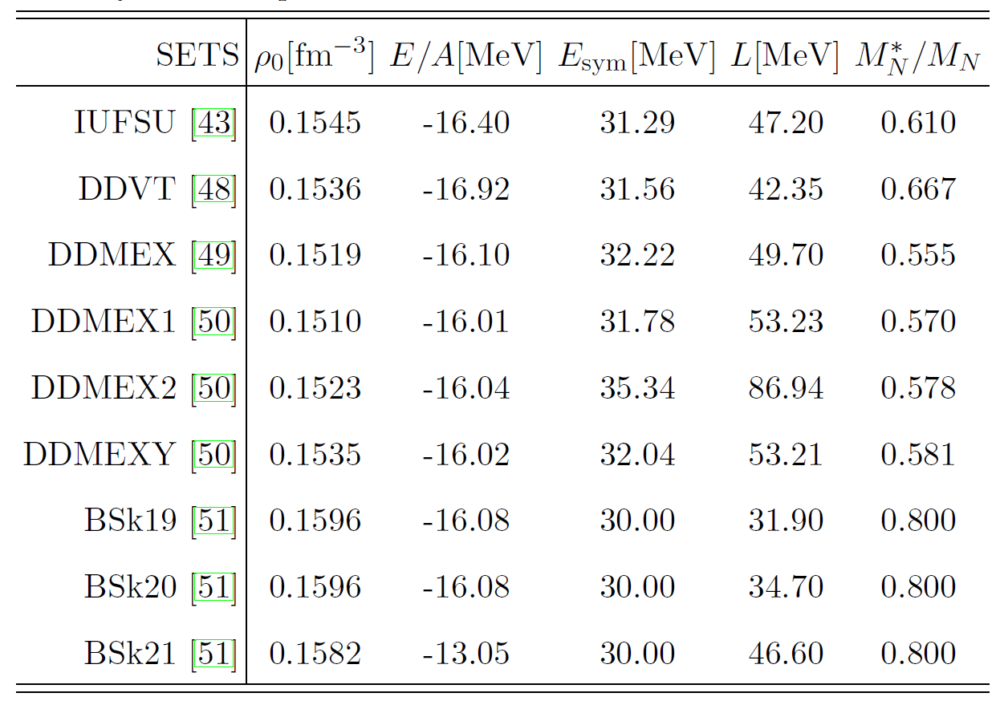 SETS ρ₀[fm⁻³] E/A[MeV] E_sym[MeV] L[MeV] M*_N/M_N
IUFSU [43] 0.1545 -16.40 31.29 47.20 0.610
DDVT [48] 0.1536 -16.92 31.56 42.35 0.667
DDMEX [49] 0.1519 -16.10 32.22 49.70 0.555
DDMEX1 [50] 0.1510 -16.01 31.78 53.23 0.570
DDMEX2 [50] 0.1523 -16.04 35.34 86.94 0.578
DDMEXY [50] 0.1535 -16.02 32.04 53.21 0.581
BSk19 [51] 0.1596 -16.08 30.00 31.90 0.800
BSk20 [51] 0.1596 -16.08 30.00 34.70 0.800
BSk21 [51] 0.1582 -13.05 30.00 46.60 0.800